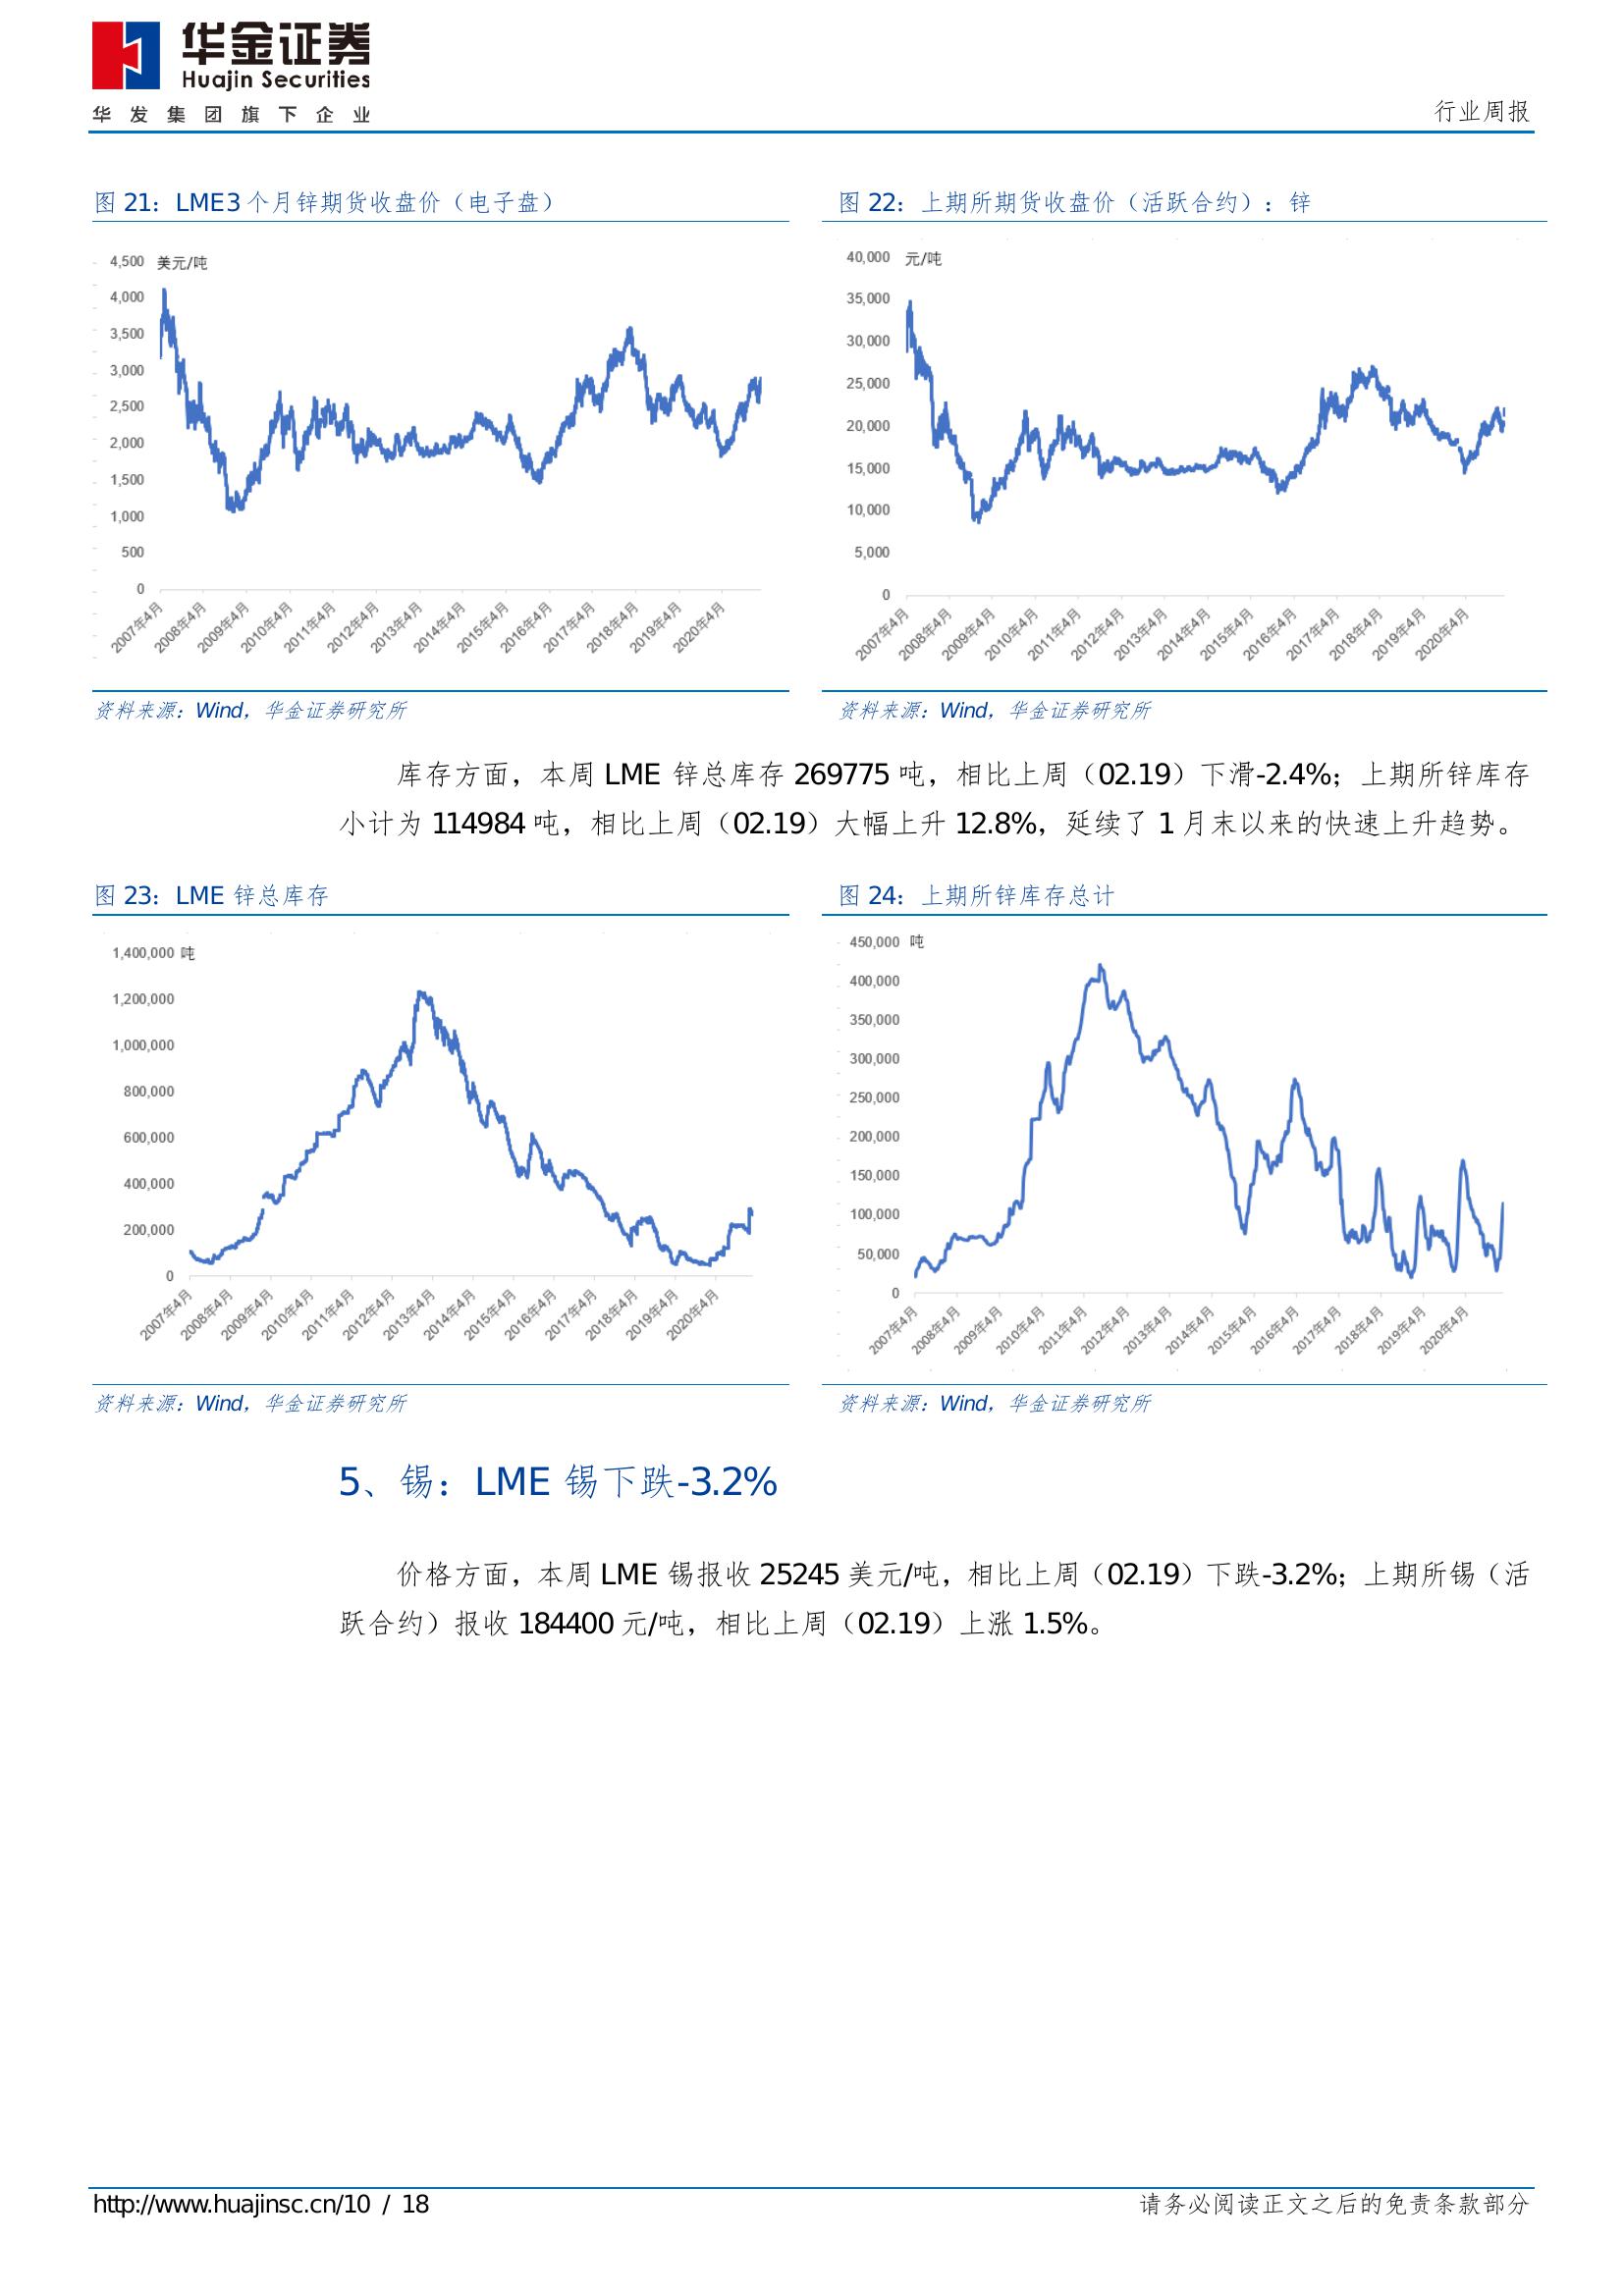 华金证券
Huajin Securities
华发集团旗下企业
行业周报
图 21：LME3 个月锌期货收盘价（电子盘）
图 22：上期所期货收盘价（活跃合约）：锌
美元/吨
4,500
4,000
3,500
3,000
2,500
2,000
1,500
1,000
500
0
2007年4月
2008年4月
2009年4月
2010年4月
2011年4月
2012年4月
2013年4月
2014年4月
2015年4月
2016年4月
2017年4月
2018年4月
2019年4月
2020年4月
元/吨
40,000
35,000
30,000
25,000
20,000
15,000
10,000
5,000
0
2007年4月
2008年4月
2009年4月
2010年4月
2011年4月
2012年4月
2013年4月
2014年4月
2015年4月
2016年4月
2017年4月
2018年4月
2019年4月
2020年4月
资料来源：Wind，华金证券研究所
资料来源：Wind，华金证券研究所
库存方面，本周 LME 锌总库存 269775 吨，相比上周（02.19）下滑-2.4%；上期所锌库存
小计为 114984 吨，相比上周（02.19）大幅上升 12.8%，延续了 1 月末以来的快速上升趋势。
图 23：LME 锌总库存
图 24：上期所锌库存总计
吨
1,400,000
1,200,000
1,000,000
800,000
600,000
400,000
200,000
0
2007年4月
2008年4月
2009年4月
2010年4月
2011年4月
2012年4月
2013年4月
2014年4月
2015年4月
2016年4月
2017年4月
2018年4月
2019年4月
2020年4月
吨
450,000
400,000
350,000
300,000
250,000
200,000
150,000
100,000
50,000
0
2007年4月
2008年4月
2009年4月
2010年4月
2011年4月
2012年4月
2013年4月
2014年4月
2015年4月
2016年4月
2017年4月
2018年4月
2019年4月
2020年4月
资料来源：Wind，华金证券研究所
资料来源：Wind，华金证券研究所
5、锡：LME 锡下跌-3.2%
价格方面，本周 LME 锡报收 25245 美元/吨，相比上周（02.19）下跌-3.2%；上期所锡（活
跃合约）报收 184400 元/吨，相比上周（02.19）上涨 1.5%。
http://www.huajinsc.cn/10 / 18
请务必阅读正文之后的免责条款部分